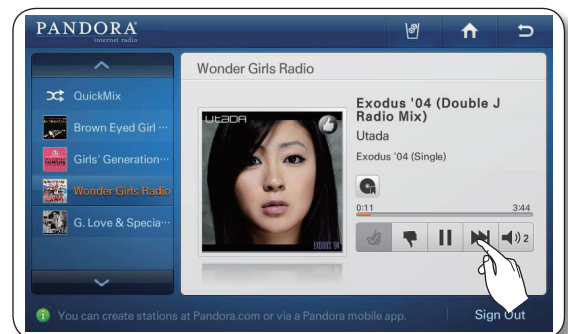 PANDORA®
internet radio
QuickMix
Brown Eyed Girl ···
Girls' Generation···
Wonder Girls Radio
G. Love & Specia···
Wonder Girls Radio
UTADA
EXODUS '04
Exodus '04 (Double J
Radio Mix)
Utada
Exodus '04 (Single)
0:11
3:44
2
You can create stations at Pandora.com or via a Pandora mobile app.
Sign Out